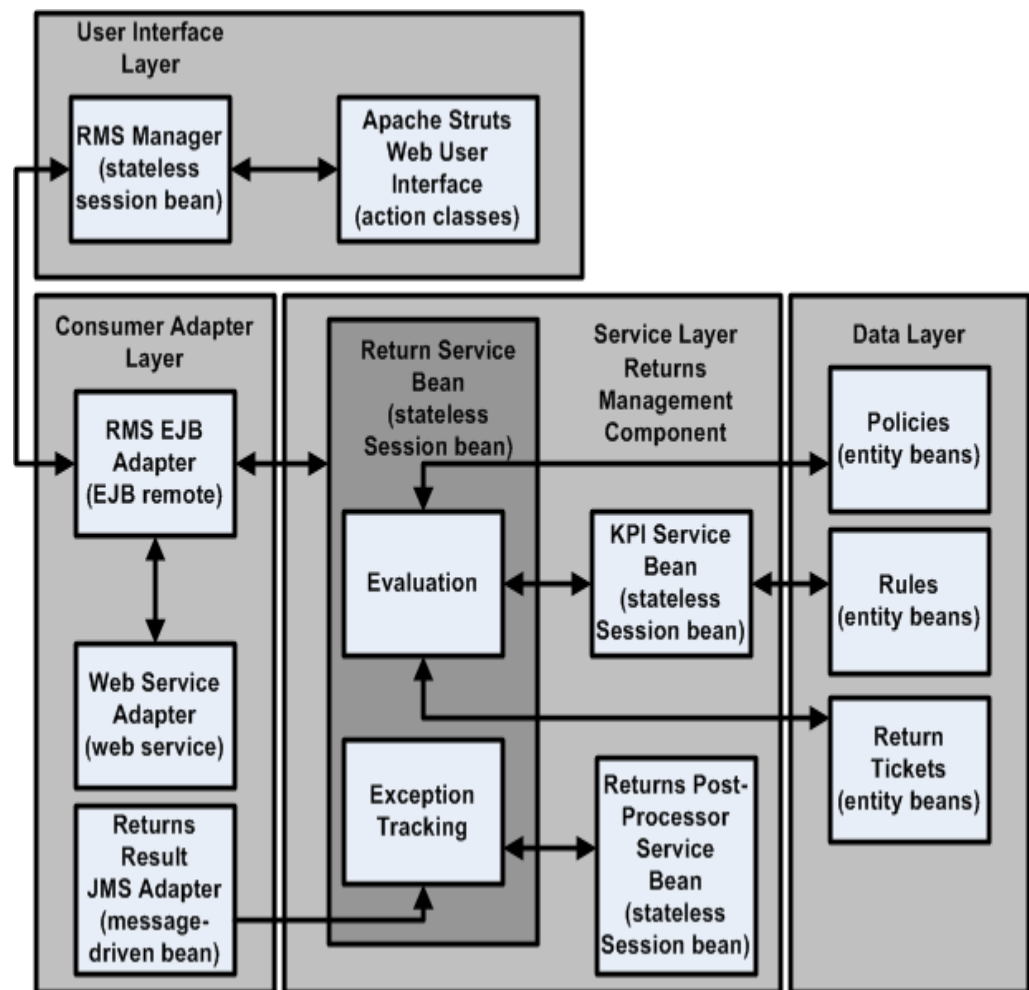 User Interface
Layer
RMS Manager
(stateless
session bean)
Apache Struts
Web User
Interface
(action classes)
Consumer Adapter
Layer
RMS EJB
Adapter
(EJB remote)
Web Service
Adapter
(web service)
Returns
Result
JMS Adapter
(message-
driven bean)
Return Service
Bean
(stateless
Session bean)
Evaluation
Exception
Tracking
Service Layer
Returns
Management
Component
KPI Service
Bean
(stateless
Session bean)
Returns Post-
Processor
Service
Bean
(stateless
Session bean)
Data Layer
Policies
(entity beans)
Rules
(entity beans)
Return
Tickets
(entity beans)